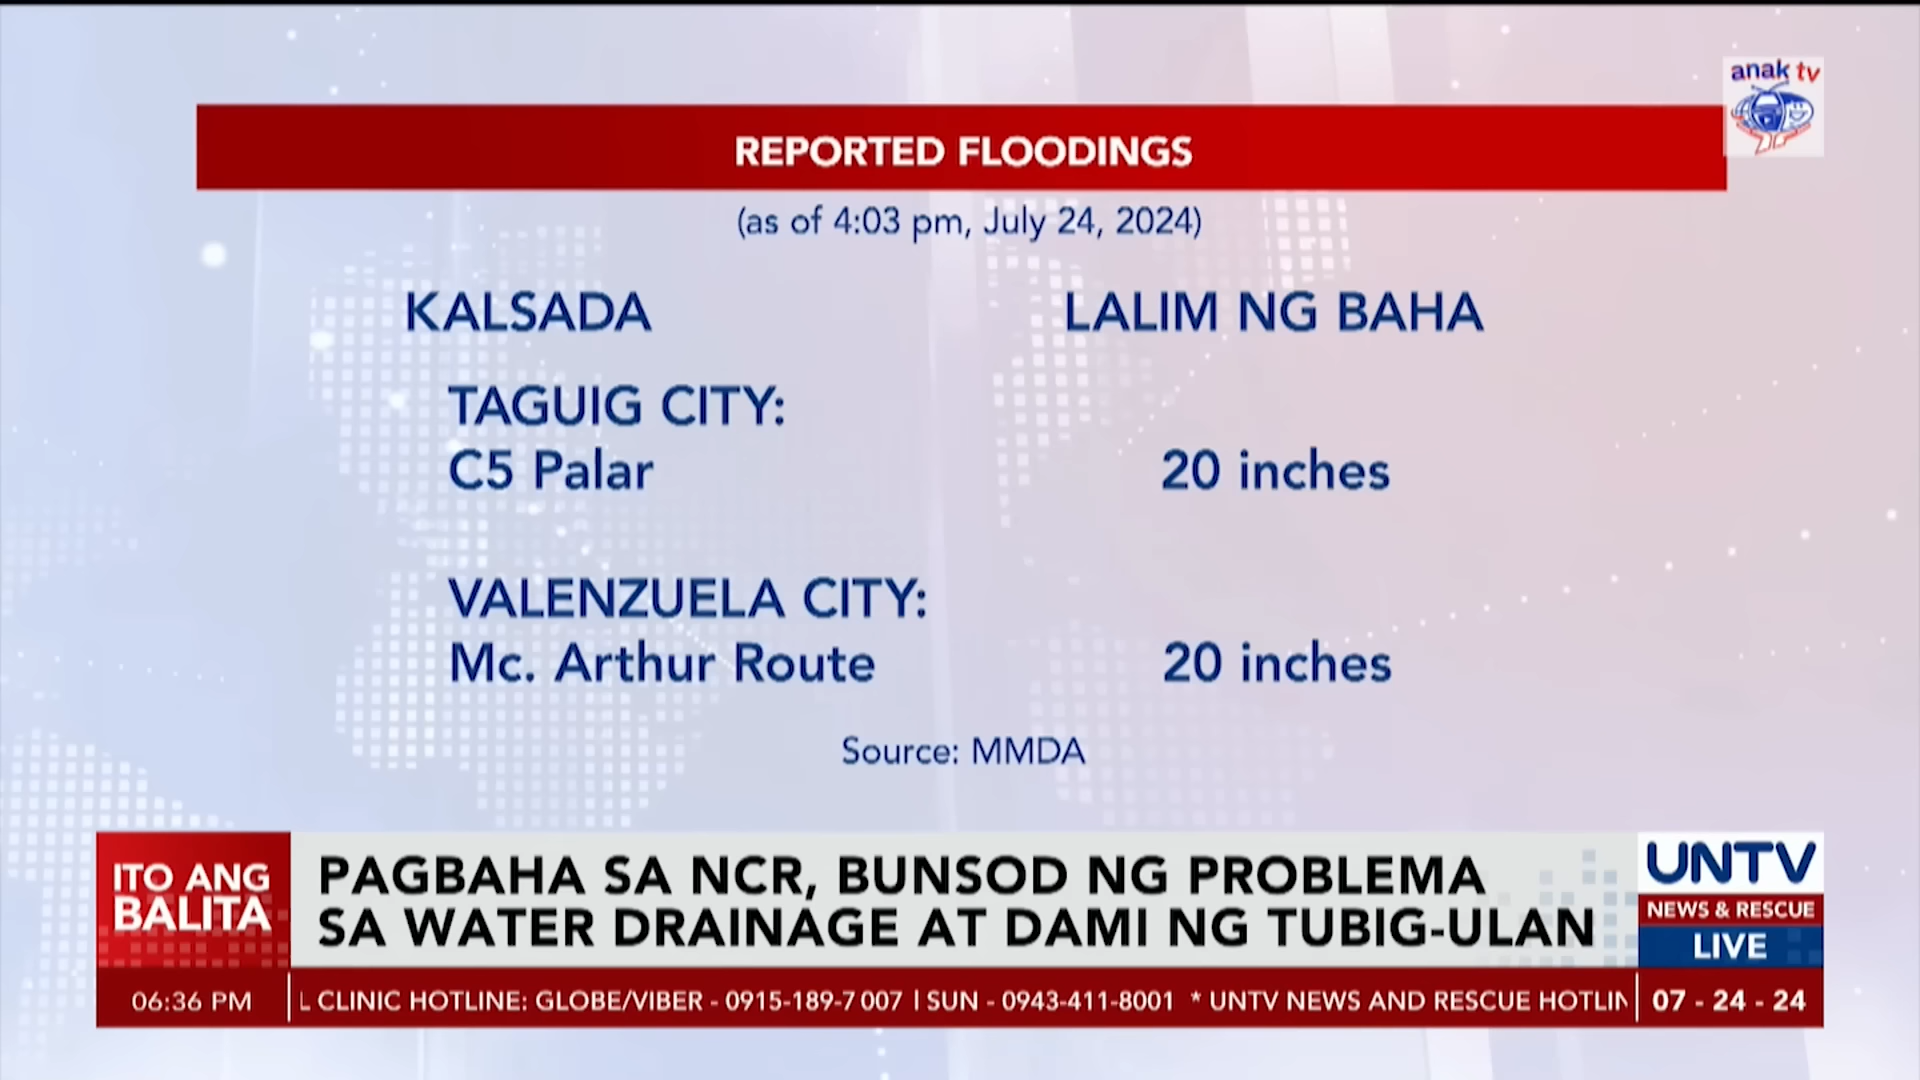 anak tv
REPORTED FLOODINGS
(as of 4:03 pm, July 24, 2024)
KALSADA LALIM NG BAHA
TAGUIG CITY:
C5 Palar 20 inches
VALENZUELA CITY:
Mc. Arthur Route 20 inches
Source: MMDA
ITO ANG
BALITA
PAGBAHA SA NCR, BUNSOD NG PROBLEMA
SA WATER DRAINAGE AT DAMI NG TUBIG-ULAN
UNTV
NEWS & RESCUE
LIVE
06:36 PM
L CLINIC HOTLINE: GLOBE/VIBER - 0915-189-7007 | SUN - 0943-411-8001 * UNTV NEWS AND RESCUE HOTLIN
07 - 24 - 24